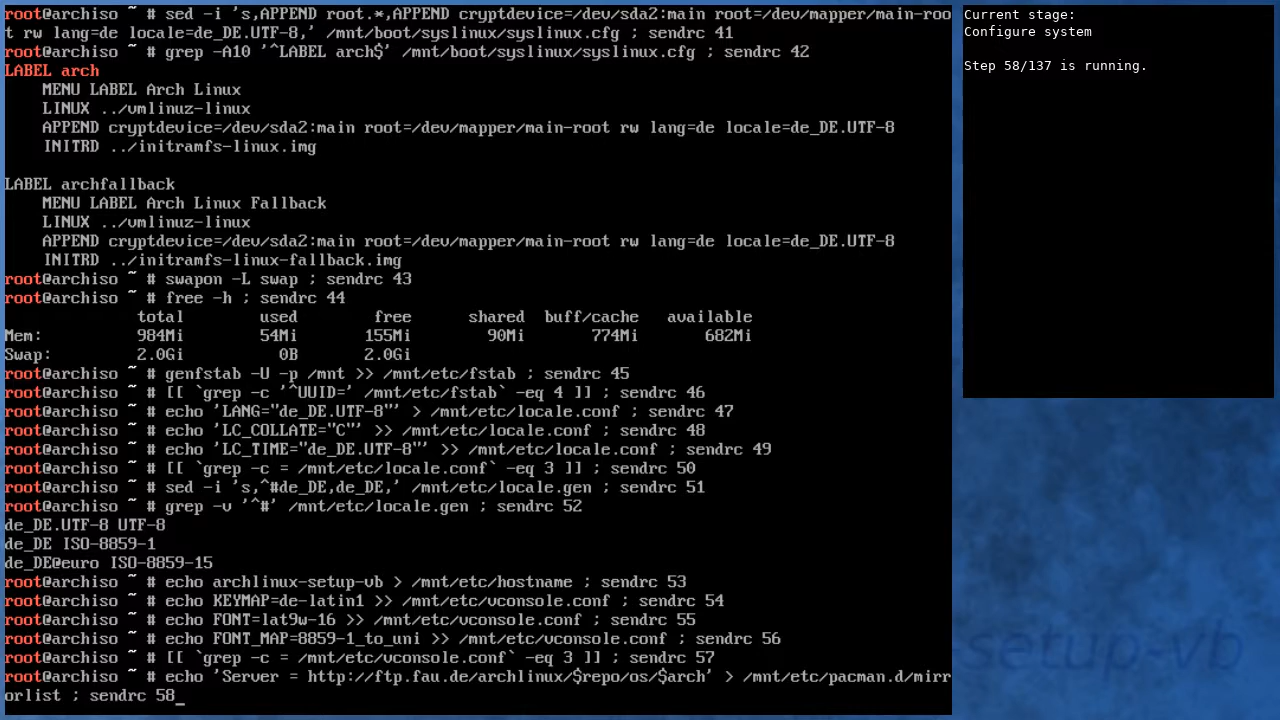 root@archiso ~ # sed -i 's,APPEND root.*,APPEND cryptdevice=/dev/sda2:main root=/dev/mapper/main-roo
t rw lang=de locale=de_DE.UTF-8,' /mnt/boot/syslinux/syslinux.cfg ; sendrc 41
root@archiso ~ # grep -A10 '^LABEL arch$' /mnt/boot/syslinux/syslinux.cfg ; sendrc 42
LABEL arch
    MENU LABEL Arch Linux
    LINUX ../vmlinuz-linux
    APPEND cryptdevice=/dev/sda2:main root=/dev/mapper/main-root rw lang=de locale=de_DE.UTF-8
    INITRD ../initramfs-linux.img

LABEL archfallback
    MENU LABEL Arch Linux Fallback
    LINUX ../vmlinuz-linux
    APPEND cryptdevice=/dev/sda2:main root=/dev/mapper/main-root rw lang=de locale=de_DE.UTF-8
    INITRD ../initramfs-linux-fallback.img
root@archiso ~ # swapon -L swap ; sendrc 43
root@archiso ~ # free -h ; sendrc 44
              total        used        free      shared  buff/cache   available
Mem:          984Mi        54Mi       155Mi        90Mi       774Mi       682Mi
Swap:         2.0Gi          0B       2.0Gi
root@archiso ~ # genfstab -U -p /mnt >> /mnt/etc/fstab ; sendrc 45
root@archiso ~ # [[ `grep -c '^UUID=' /mnt/etc/fstab` -eq 4 ]] ; sendrc 46
root@archiso ~ # echo 'LANG="de_DE.UTF-8"' > /mnt/etc/locale.conf ; sendrc 47
root@archiso ~ # echo 'LC_COLLATE="C"' >> /mnt/etc/locale.conf ; sendrc 48
root@archiso ~ # echo 'LC_TIME="de_DE.UTF-8"' >> /mnt/etc/locale.conf ; sendrc 49
root@archiso ~ # [[ `grep -c = /mnt/etc/locale.conf` -eq 3 ]] ; sendrc 50
root@archiso ~ # sed -i 's,^#de_DE,de_DE,' /mnt/etc/locale.gen ; sendrc 51
root@archiso ~ # grep -v '^#' /mnt/etc/locale.gen ; sendrc 52
de_DE.UTF-8 UTF-8
de_DE ISO-8859-1
de_DE@euro ISO-8859-15
root@archiso ~ # echo archlinux-setup-vb > /mnt/etc/hostname ; sendrc 53
root@archiso ~ # echo KEYMAP=de-latin1 >> /mnt/etc/vconsole.conf ; sendrc 54
root@archiso ~ # echo FONT=lat9w-16 >> /mnt/etc/vconsole.conf ; sendrc 55
root@archiso ~ # echo FONT_MAP=8859-1_to_uni >> /mnt/etc/vconsole.conf ; sendrc 56
root@archiso ~ # [[ `grep -c = /mnt/etc/vconsole.conf` -eq 3 ]] ; sendrc 57
root@archiso ~ # echo 'Server = http://ftp.fau.de/archlinux/$repo/os/$arch' > /mnt/etc/pacman.d/mirr
orlist ; sendrc 58_
Current stage:
Configure system

Step 58/137 is running.
-setup-vb